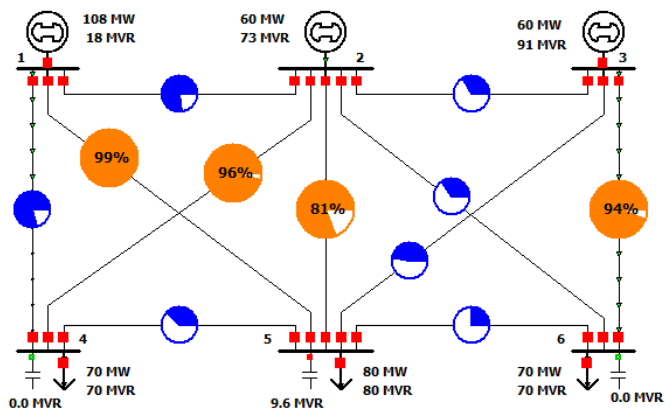 108 MW
18 MVR
60 MW
73 MVR
60 MW
91 MVR
1
2
3
99%
96%
81%
94%
4
5
6
70 MW
70 MVR
80 MW
80 MVR
70 MW
70 MVR
0.0 MVR
9.6 MVR
0.0 MVR